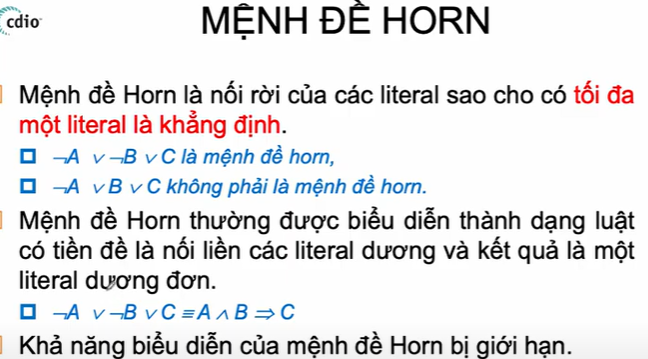 cdio
MỆNH ĐỀ HORN
Mệnh đề Horn là nối rời của các literal sao cho có tối đa
một literal là khẳng định.
¬A ∨ ¬B ∨ C là mệnh đề horn,
¬A ∨ B ∨ C không phải là mệnh đề horn.
Mệnh đề Horn thường được biểu diễn thành dạng luật
có tiền đề là nối liền các literal dương và kết quả là một
literal dương đơn.
¬A ∨ ¬B ∨ C ≡ A ∧ B ⇒ C
Khả năng biểu diễn của mệnh đề Horn bị giới hạn.